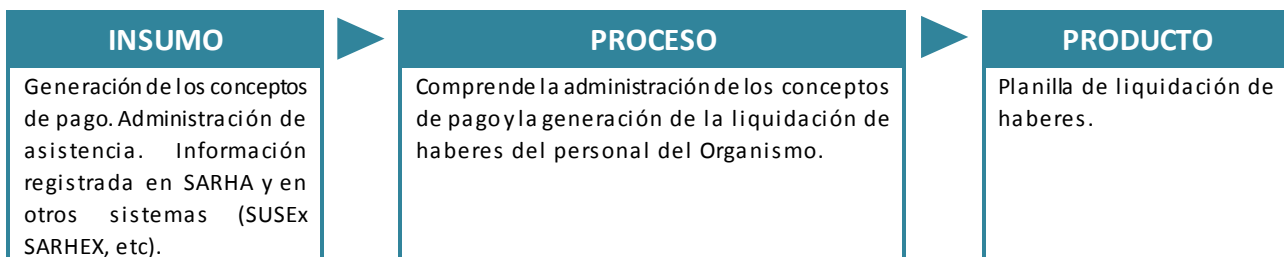 INSUMO
Generación de los conceptos
de pago. Administración de
asistencia. Información
registrada en SARHA y en
otros sistemas (SUSEx
SARHEX, etc).
PROCESO
Comprende la administración de los conceptos
de pago y la generación de la liquidación de
haberes del personal del Organismo.
PRODUCTO
Planilla de liquidación de
haberes.